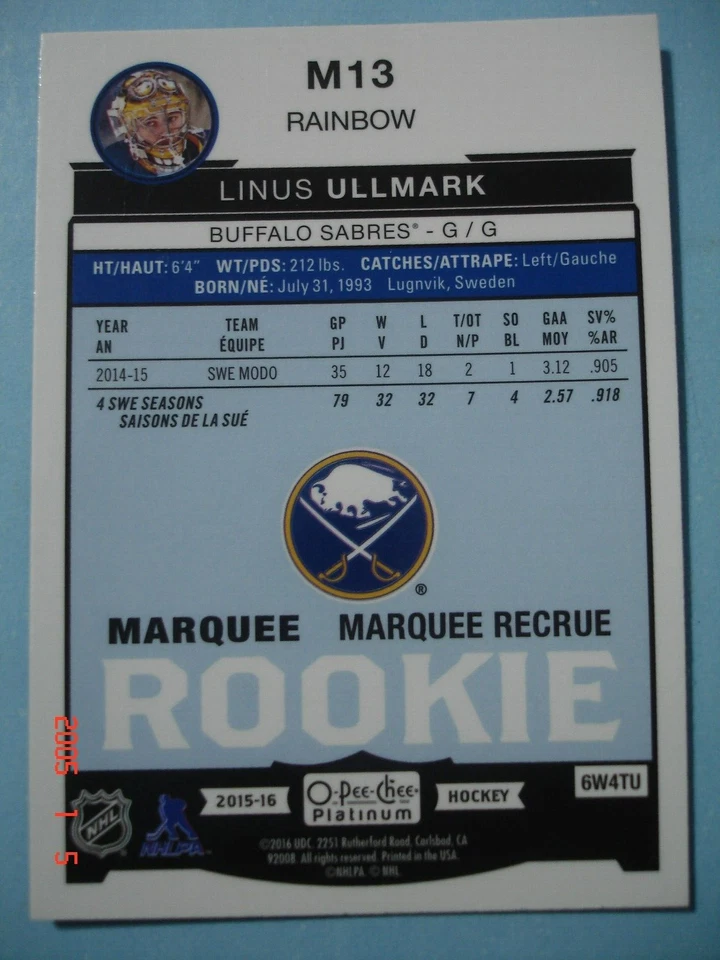 M13
RAINBOW
LINUS ULLMARK
BUFFALO SABRES® - G / G
HT/HAUT: 6'4" WT/PDS: 212 lbs. CATCHES/ATTRAPE: Left/Gauche
BORN/NÉ: July 31, 1993 Lugnvik, Sweden
YEAR TEAM GP W L T/OT SO GAA SV%
AN ÉQUIPE PJ V D N/P BL MOY %AR
2014-15 SWE MODO 35 12 18 2 1 3.12 .905
4 SWE SEASONS 79 32 32 7 4 2.57 .918
SAISONS DE LA SUÉ
®
MARQUEE MARQUEE RECRUE
ROOKIE
6W4TU
2015-16 O-Pee-Chee® Platinum HOCKEY
NHL NHLPA
©2016 UDC. 2251 Rutherford Road, Carlsbad, CA
92008. All rights reserved. Printed in the USA.
©NHLPA. © NHL.
2005 1 5